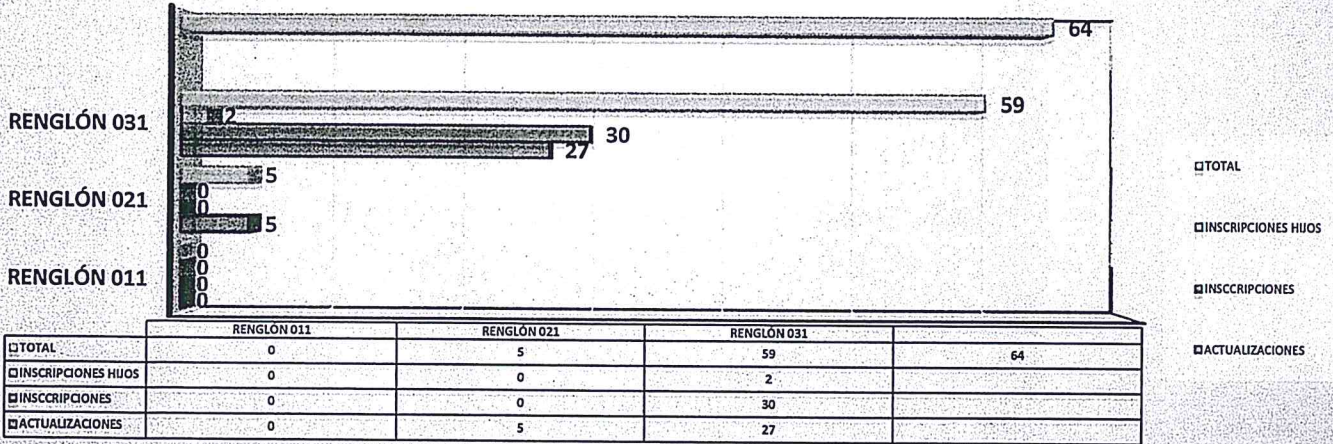 64
59
RENGLÓN 031
2
30
27
5
RENGLÓN 021
0
0
5
0
RENGLÓN 011
0
0
0
TOTAL
INSCRIPCIONES HIJOS
INSCCRIPCIONES
ACTUALIZACIONES
RENGLÓN 011 RENGLÓN 021 RENGLÓN 031
TOTAL 0 5 59 64
INSCRIPCIONES HIJOS 0 0 2
INSCCRIPCIONES 0 0 30
ACTUALIZACIONES 0 5 27